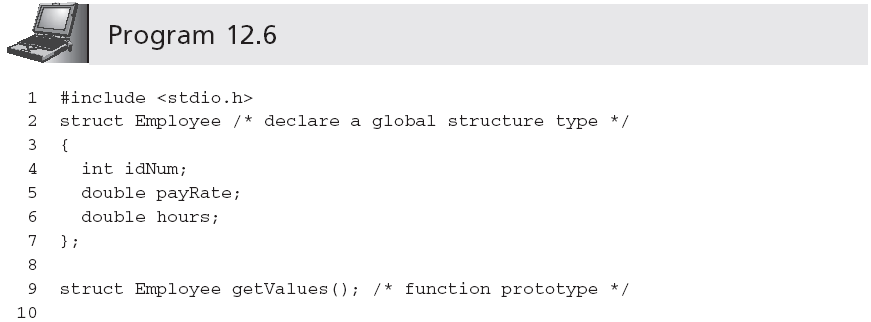 Program 12.6
1 #include <stdio.h>
2 struct Employee /* declare a global structure type */
3 {
4   int idNum;
5   double payRate;
6   double hours;
7 };
8
9 struct Employee getValues(); /* function prototype */
10